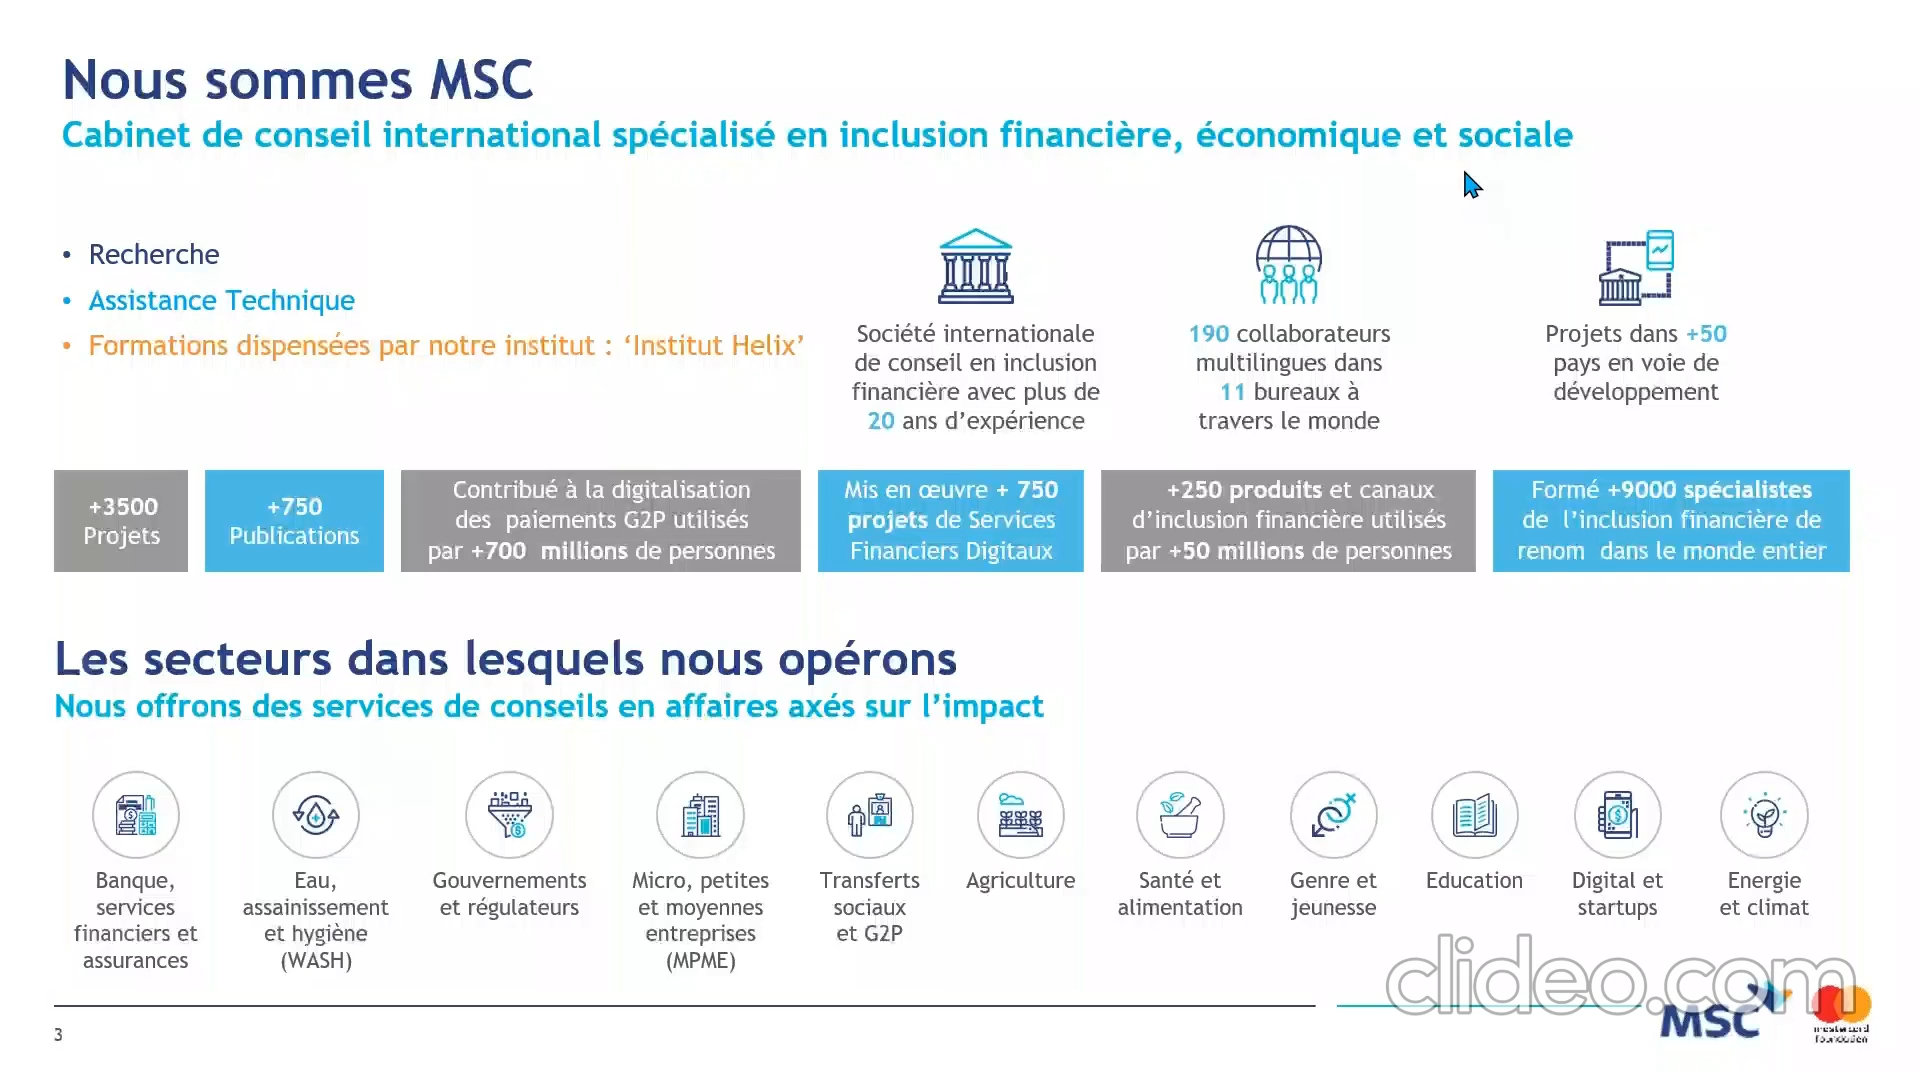 Nous sommes MSC
Cabinet de conseil international spécialisé en inclusion financière, économique et sociale
• Recherche
• Assistance Technique
• Formations dispensées par notre institut : ‘Institut Helix’
Société internationale
de conseil en inclusion
financière avec plus de
20 ans d’expérience
190 collaborateurs
multilingues dans
11 bureaux à
travers le monde
Projets dans +50
pays en voie de
développement
+3500
Projets
+750
Publications
Contribué à la digitalisation
des paiements G2P utilisés
par +700 millions de personnes
Mis en œuvre + 750
projets de Services
Financiers Digitaux
+250 produits et canaux
d’inclusion financière utilisés
par +50 millions de personnes
Formé +9000 spécialistes
de l’inclusion financière de
renom dans le monde entier
Les secteurs dans lesquels nous opérons
Nous offrons des services de conseils en affaires axés sur l’impact
Banque,
services
financiers et
assurances
Eau,
assainissement
et hygiène
(WASH)
Gouvernements
et régulateurs
Micro, petites
et moyennes
entreprises
(MPME)
Transferts
sociaux
et G2P
Agriculture
Santé et
alimentation
Genre et
jeunesse
Education
Digital et
startups
Energie
et climat
clideo.com
3
MSC
mastercard
foundation